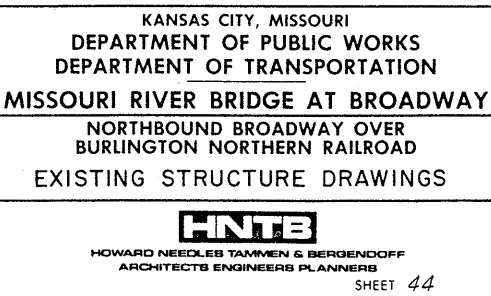 KANSAS CITY, MISSOURI
DEPARTMENT OF PUBLIC WORKS
DEPARTMENT OF TRANSPORTATION
MISSOURI RIVER BRIDGE AT BROADWAY
NORTHBOUND BROADWAY OVER
BURLINGTON NORTHERN RAILROAD
EXISTING STRUCTURE DRAWINGS
HNTB
HOWARD NEEDLES TAMMEN & BERGENDOFF
ARCHITECTS ENGINEERS PLANNERS
SHEET 44